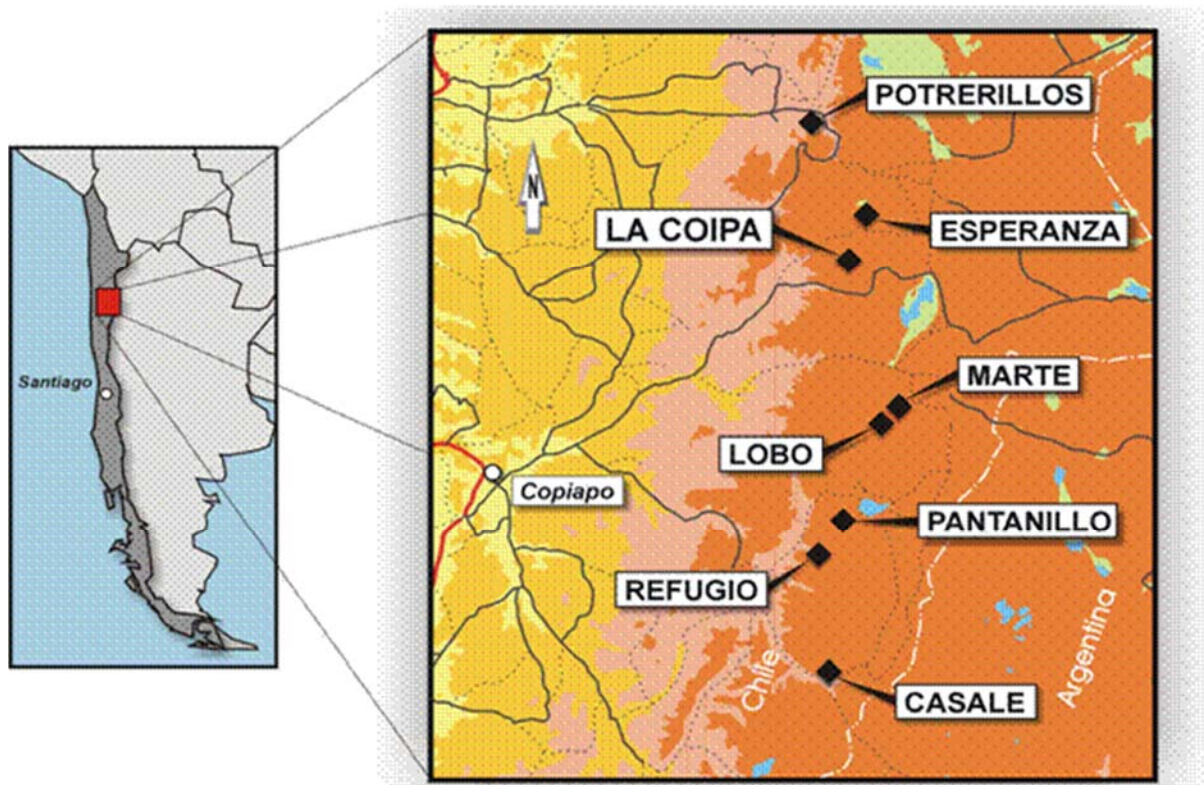 POTRERILLOS
N
LA COIPA
ESPERANZA
Santiago
MARTE
LOBO
Copiapo
PANTANILLO
REFUGIO
Chile
Argentina
CASALE